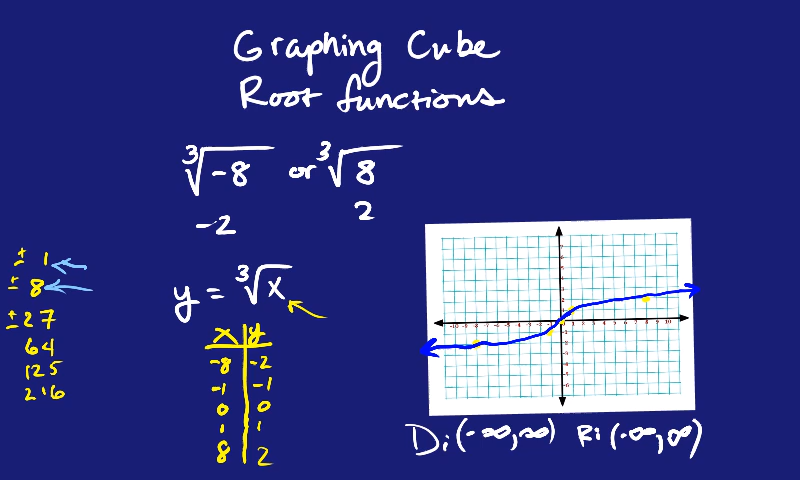 Graphing Cube
Root functions
∛-8 or ∛8
-2 2
± 1
± 8
± 27
64
125
216
y = ∛x
x y
-8 -2
-1 -1
0 0
1 1
8 2
D: (-∞,∞) R: (-∞,∞)